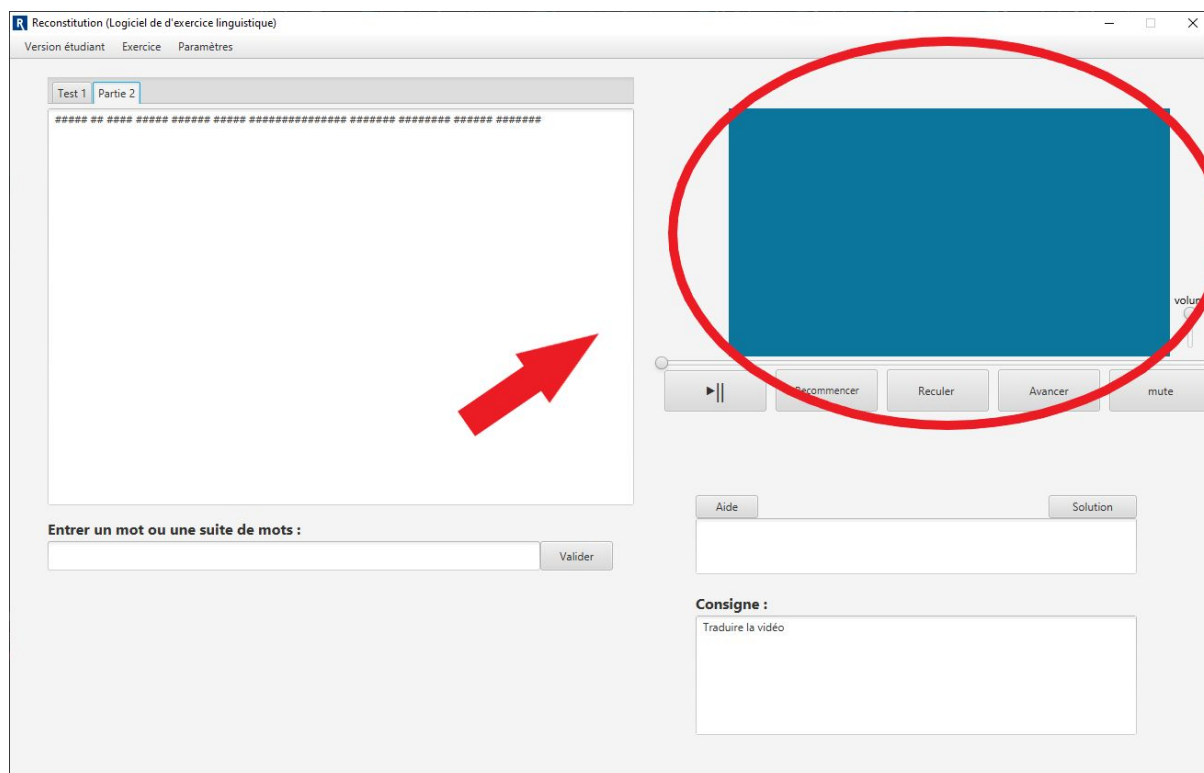 Reconstitution (Logiciel de d'exercice linguistique)
Version étudiant Exercice Paramètres
Test 1 Partie 2
##### ## #### ##### ###### ##### ############### ####### ######## ###### #######
volum
▶|| Recommencer Reculer Avancer mute
Aide Solution
Entrer un mot ou une suite de mots :
Valider
Consigne :
Traduire la vidéo